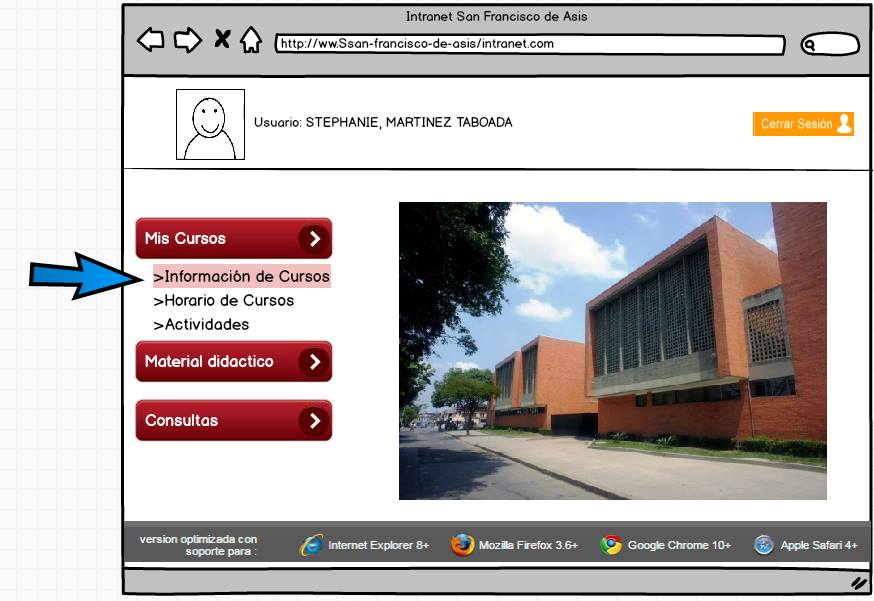 Intranet San Francisco de Asis
http://ww.Ssan-francisco-de-asis/intranet.com
Usuario: STEPHANIE, MARTINEZ TABOADA
Cerrar Sesión
Mis Cursos
>Información de Cursos
>Horario de Cursos
>Actividades
Material didactico
Consultas
version optimizada con
soporte para :
Internet Explorer 8+
Mozilla Firefox 3.6+
Google Chrome 10+
Apple Safari 4+